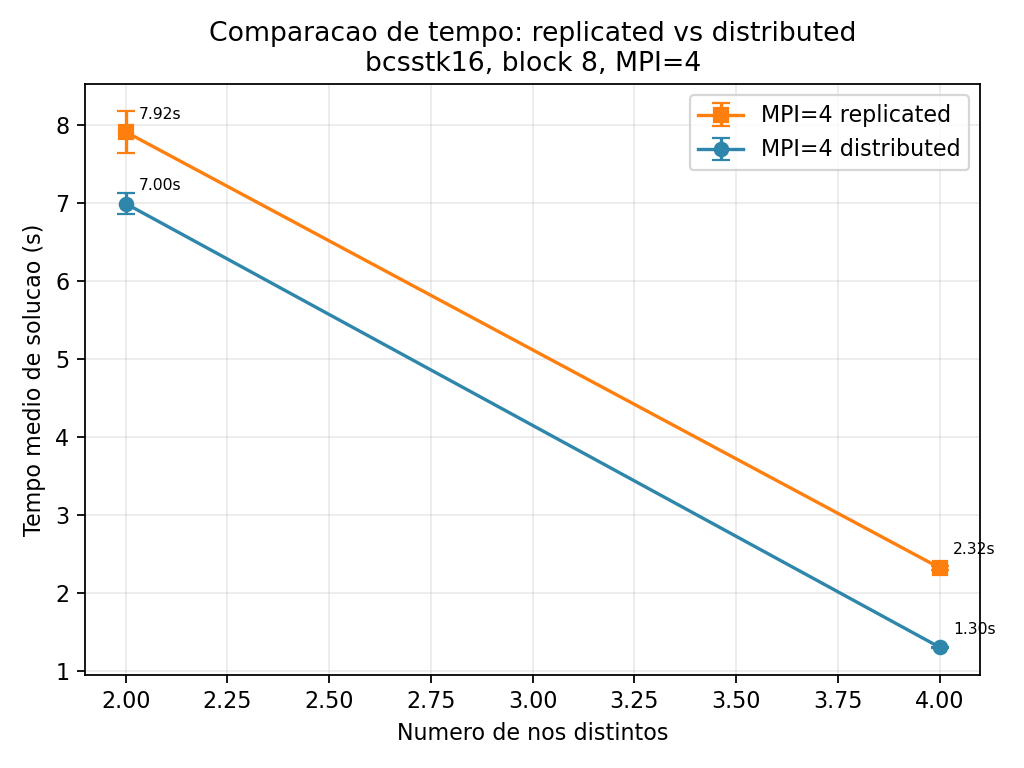 Comparacao de tempo: replicated vs distributed
bcsstk16, block 8, MPI=4
MPI=4 replicated
MPI=4 distributed
7.92s
7.00s
2.32s
1.30s
Tempo medio de solucao (s)
8
7
6
5
4
3
2
1
2.00 2.25 2.50 2.75 3.00 3.25 3.50 3.75 4.00
Numero de nos distintos